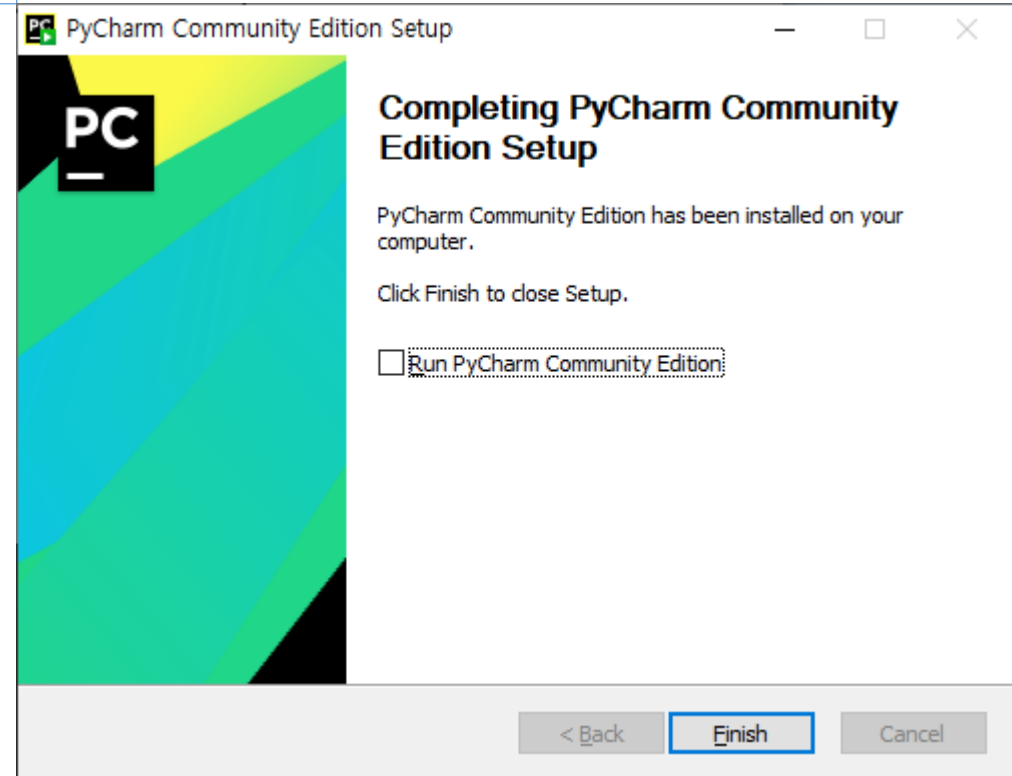 PyCharm Community Edition Setup
PC
Completing PyCharm Community
Edition Setup
PyCharm Community Edition has been installed on your
computer.
Click Finish to close Setup.
Run PyCharm Community Edition
< Back
Finish
Cancel